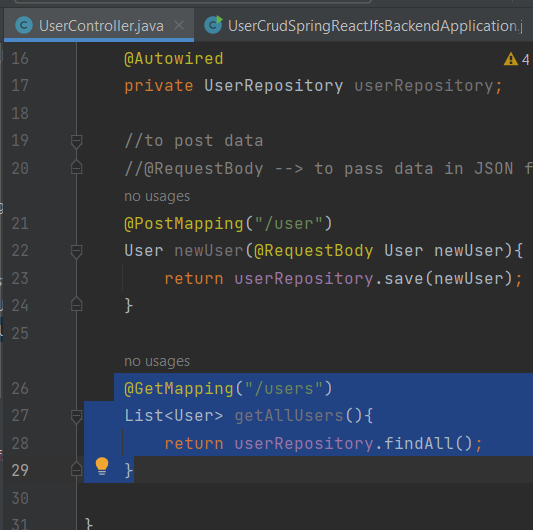 UserController.java
UserCrudSpringReactJfsBackendApplication.j
16 @Autowired 4
17 private UserRepository userRepository;
18
19 //to post data
20 //@RequestBody --> to pass data in JSON f
no usages
21 @PostMapping("/user")
22 User newUser(@RequestBody User newUser){
23 return userRepository.save(newUser);
24 }
25
no usages
26 @GetMapping("/users")
27 List<User> getAllUsers(){
28 return userRepository.findAll();
29 }
30
31 }